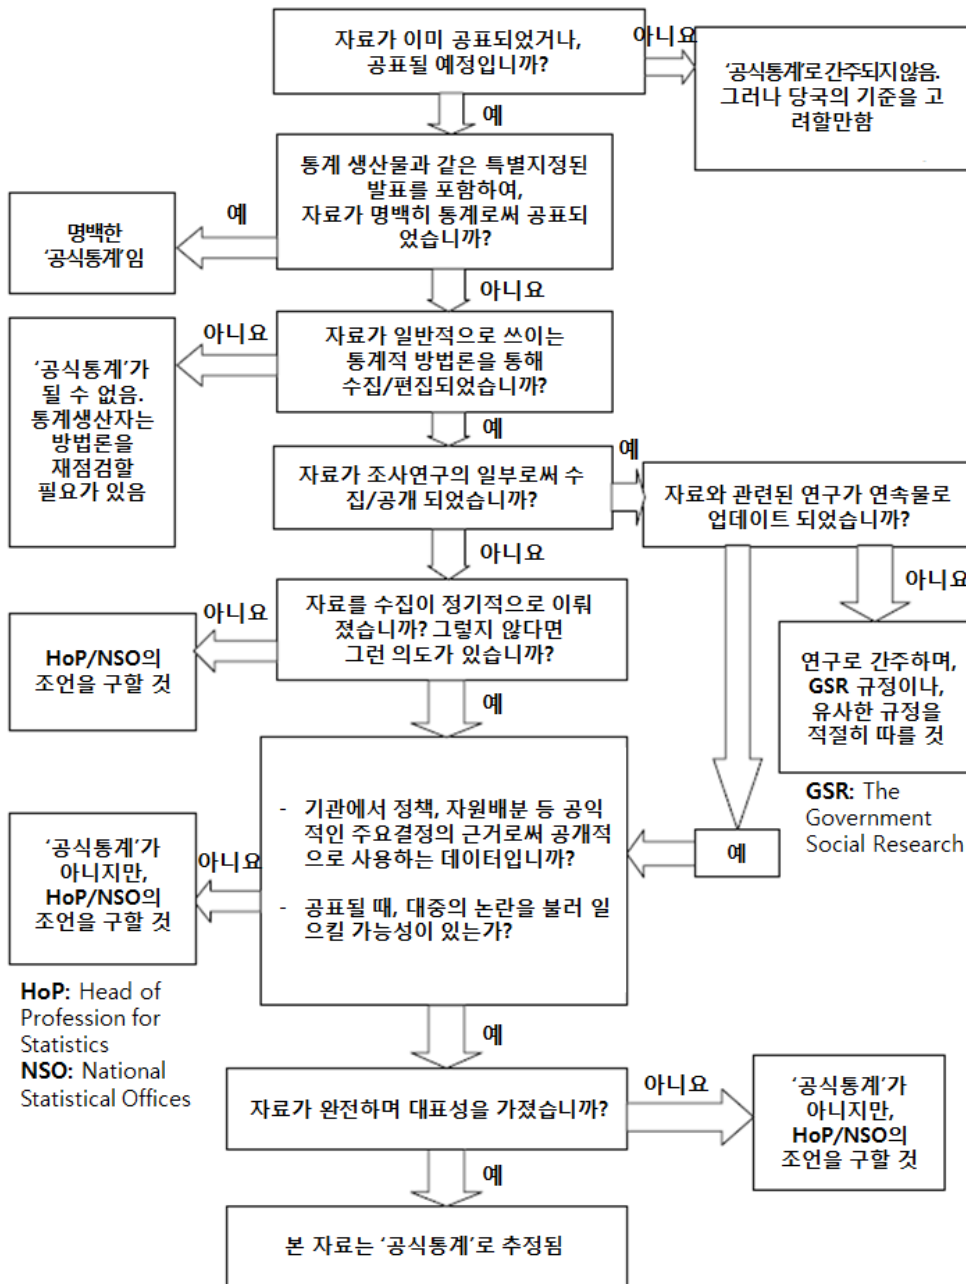 자료가 이미 공표되었거나,
공표될 예정입니까?
아니요
‘공식통계’로 간주되지 않음.
그러나 당국의 기준을 고
려할만함
예
통계 생산물과 같은 특별지정된
발표를 포함하여,
자료가 명백히 통계로써 공표되
었습니까?
예
명백한
‘공식통계’임
아니요
자료가 일반적으로 쓰이는
통계적 방법론을 통해
수집/편집되었습니까?
아니요
‘공식통계’가
될 수 없음.
통계생산자는
방법론을
재점검할
필요가 있음
예
자료가 조사연구의 일부로써 수
집/공개 되었습니까?
예
자료와 관련된 연구가 연속물로
업데이트 되었습니까?
아니요
아니요
연구로 간주하며,
GSR 규정이나,
유사한 규정을
적절히 따를 것
GSR: The
Government
Social Research
자료를 수집이 정기적으로 이뤄
졌습니까? 그렇지 않다면
그런 의도가 있습니까?
아니요
HoP/NSO의
조언을 구할 것
예
예
- 기관에서 정책, 자원배분 등 공익
적인 주요결정의 근거로써 공개적
으로 사용하는 데이터입니까?
- 공표될 때, 대중의 논란을 불러 일
으킬 가능성이 있는가?
아니요
‘공식통계’가
아니지만,
HoP/NSO의
조언을 구할 것
HoP: Head of
Profession for
Statistics
NSO: National
Statistical Offices
예
자료가 완전하며 대표성을 가졌습니까?
아니요
‘공식통계’가
아니지만,
HoP/NSO의
조언을 구할 것
예
본 자료는 ‘공식통계’로 추정됨